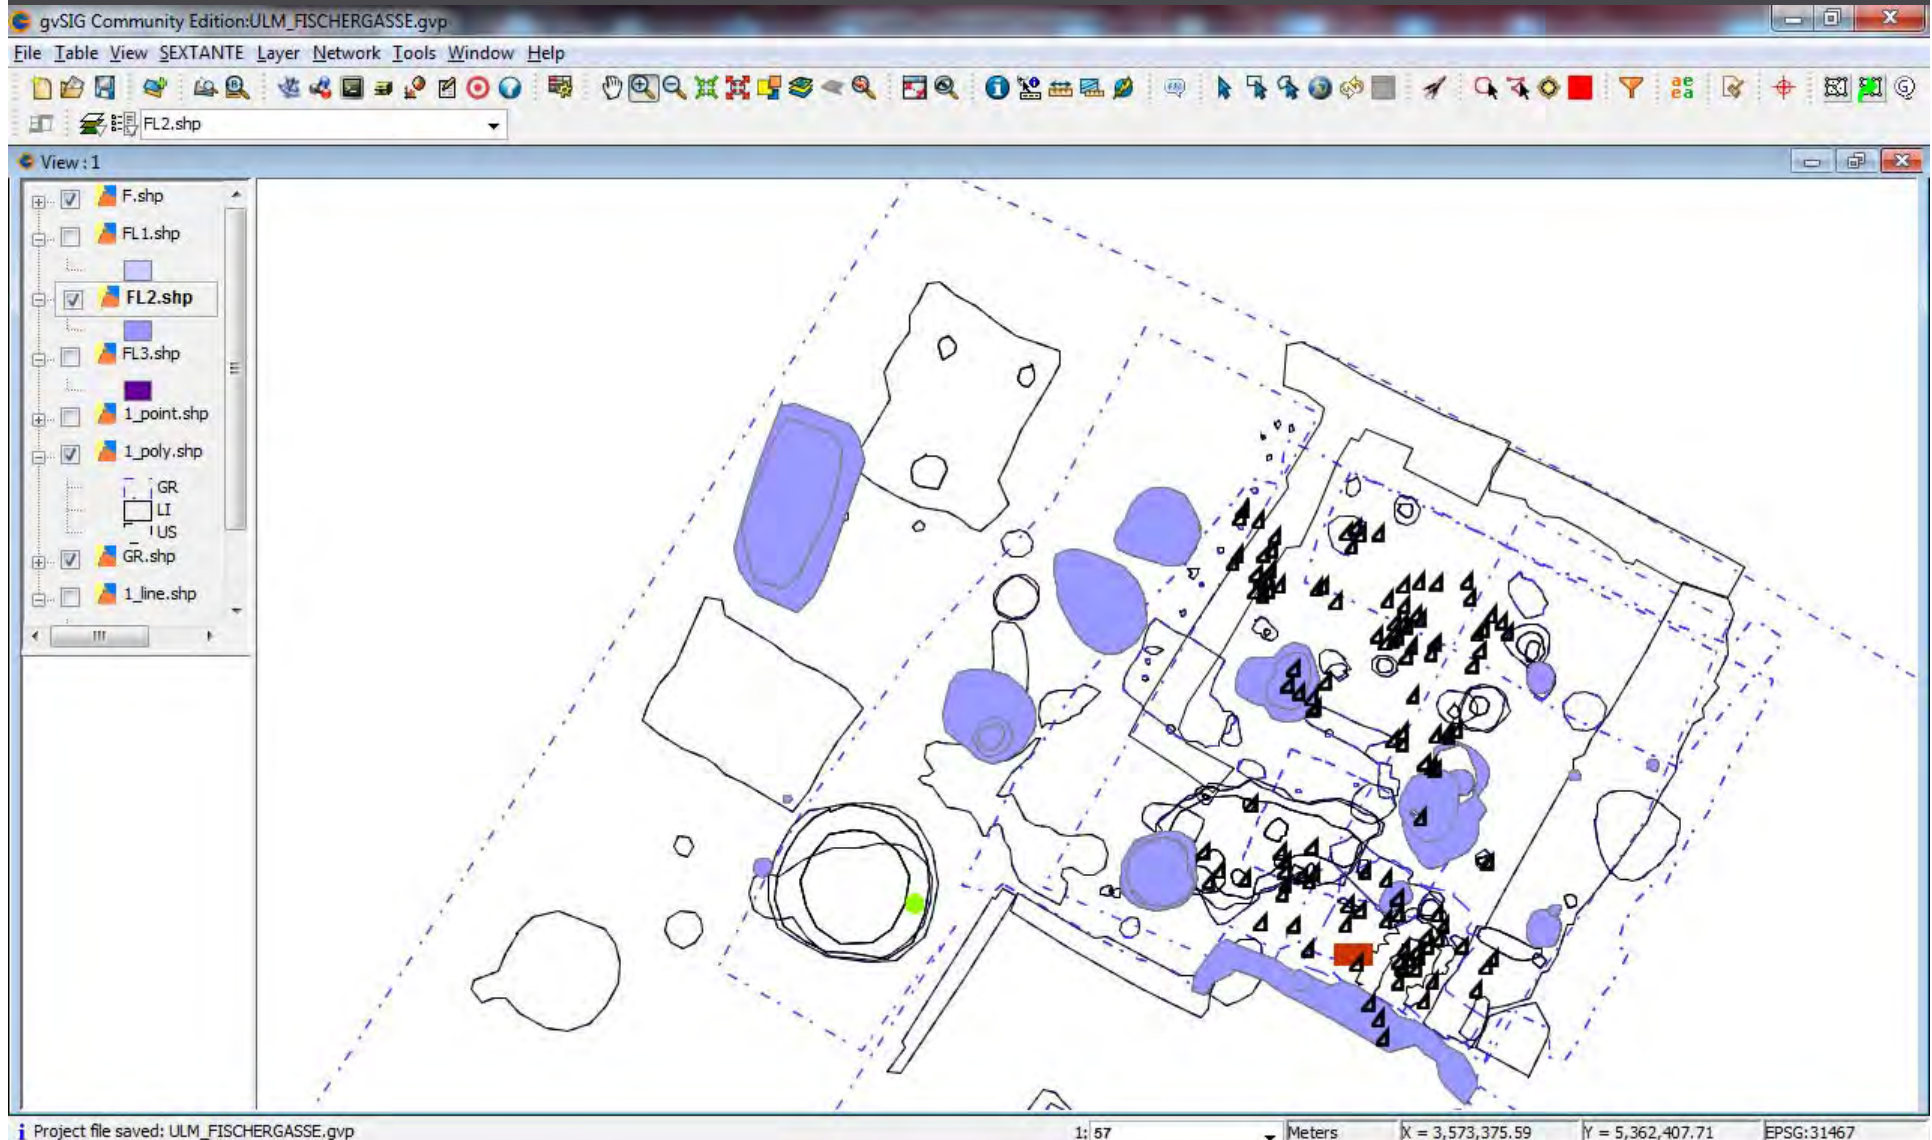 gvSIG Community Edition:ULM_FISCHERGASSE.gvp
File Table View SEXTANTE Layer Network Tools Window Help
FL2.shp
View : 1
F.shp
FL1.shp
FL2.shp
FL3.shp
1_point.shp
1_poly.shp
GR
LI
US
GR.shp
1_line.shp
Project file saved: ULM_FISCHERGASSE.gvp
1: 57
Meters
X = 3,573,375.59
Y = 5,362,407.71
EPSG:31467